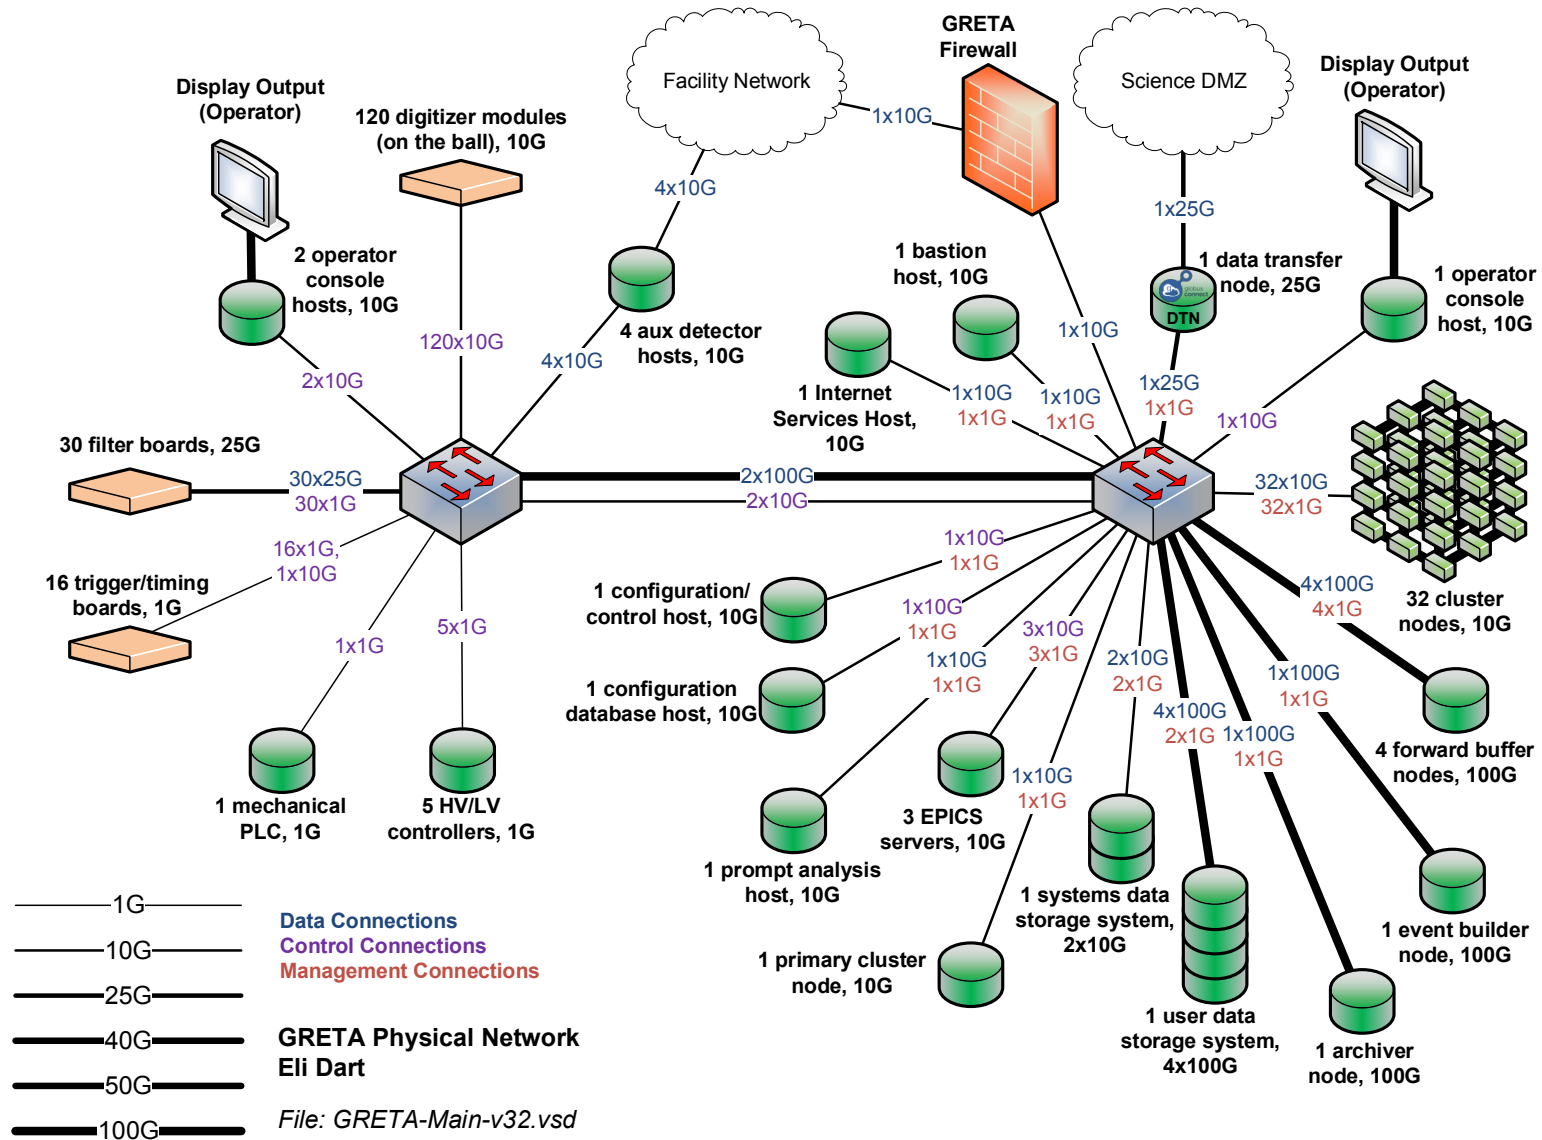 GRETA
Firewall
Facility Network
Science DMZ
Display Output
(Operator)
Display Output
(Operator)
120 digitizer modules
(on the ball), 10G
1x10G
4x10G
1x25G
2 operator
console
hosts, 10G
1 bastion
host, 10G
1 data transfer
node, 25G
globus
connect
DTN
1 operator
console
host, 10G
120x10G
4 aux detector
hosts, 10G
4x10G
1x10G
2x10G
1 Internet
Services Host,
10G
1x10G
1x1G
1x10G
1x1G
1x25G
1x1G
1x10G
30 filter boards, 25G
30x25G
30x1G
2x100G
2x10G
32x10G
32x1G
32 cluster
nodes, 10G
16x1G,
1x10G
16 trigger/timing
boards, 1G
1x1G
5x1G
1 mechanical
PLC, 1G
5 HV/LV
controllers, 1G
1x10G
1x1G
1 configuration/
control host, 10G
1x10G
1x1G
1 configuration
database host, 10G
1x10G
1x1G
1 prompt analysis
host, 10G
3x10G
3x1G
3 EPICS
servers, 10G
1x10G
1x1G
1 primary cluster
node, 10G
2x10G
2x1G
1 systems data
storage system,
2x10G
4x100G
2x1G
1 user data
storage system,
4x100G
1x100G
1x1G
1 archiver
node, 100G
1x100G
1x1G
1 event builder
node, 100G
4x100G
4x1G
4 forward buffer
nodes, 100G
1G
10G
25G
40G
50G
100G
Data Connections
Control Connections
Management Connections
GRETA Physical Network
Eli Dart
File: GRETA-Main-v32.vsd